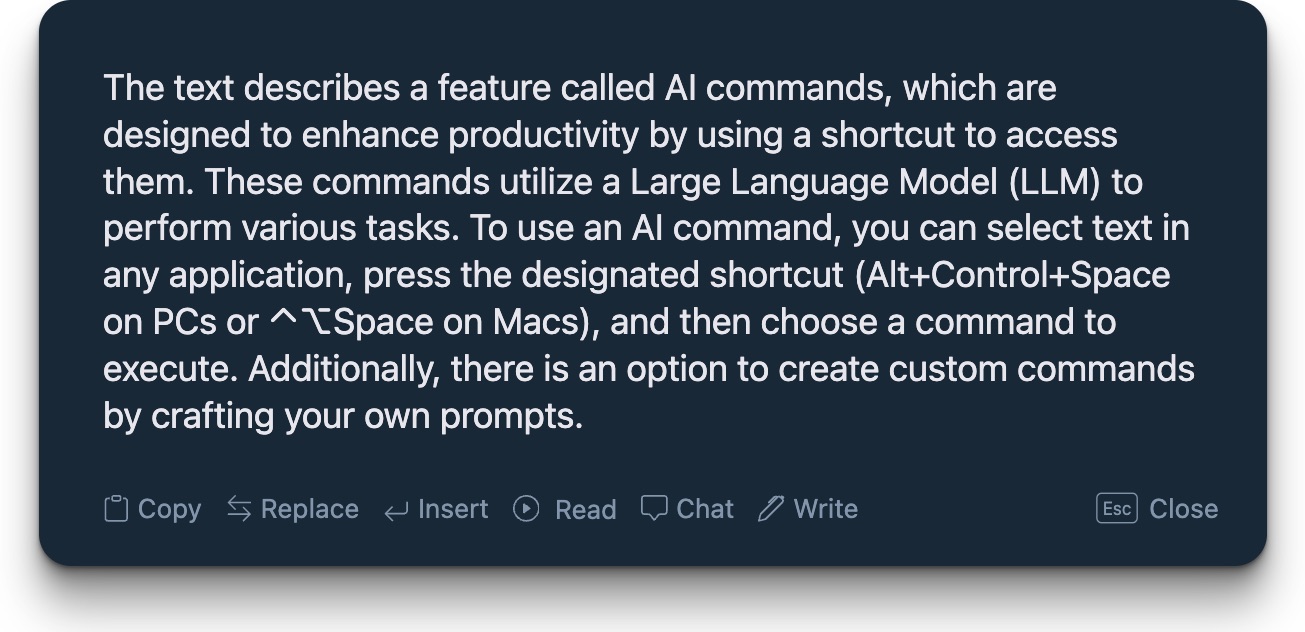 The text describes a feature called AI commands, which are
designed to enhance productivity by using a shortcut to access
them. These commands utilize a Large Language Model (LLM) to
perform various tasks. To use an AI command, you can select text in
any application, press the designated shortcut (Alt+Control+Space
on PCs or ⌃⌥Space on Macs), and then choose a command to
execute. Additionally, there is an option to create custom commands
by crafting your own prompts.
Copy Replace Insert Read Chat Write Esc Close